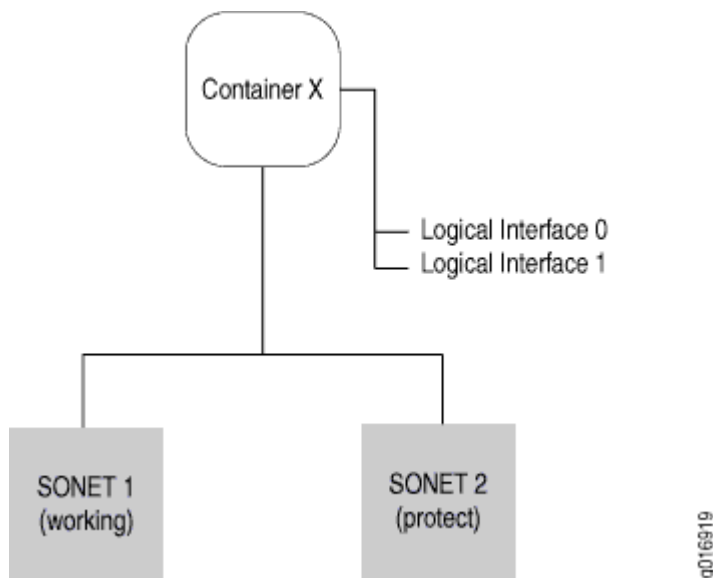 Container X
Logical Interface 0
Logical Interface 1
SONET 1
(working)
SONET 2
(protect)
g016919